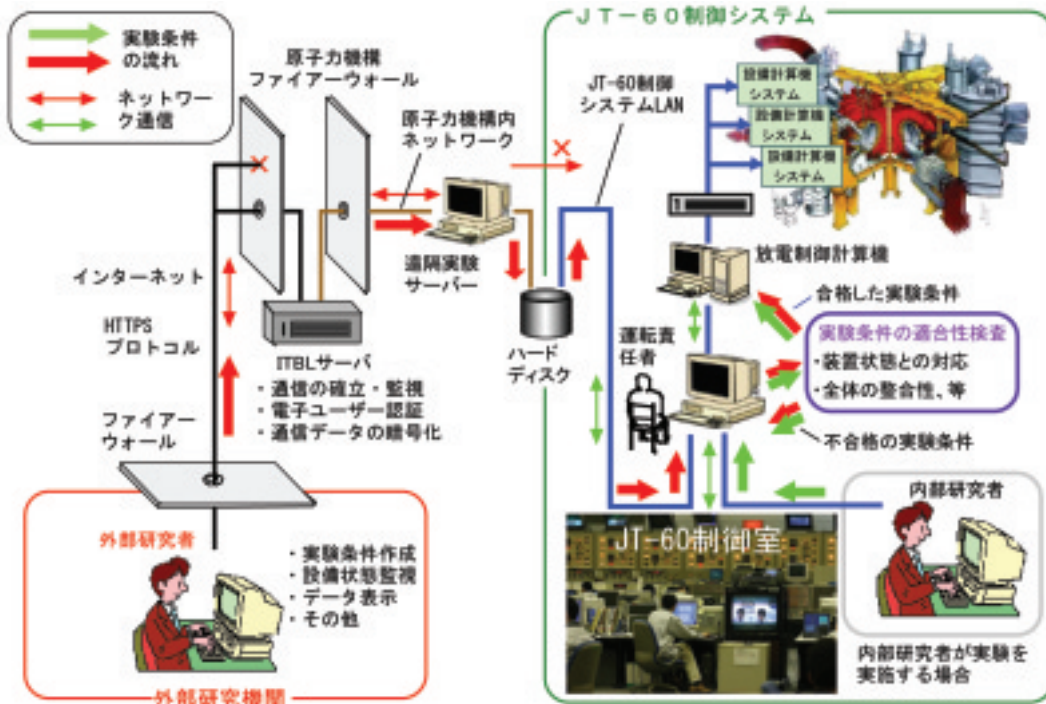 実験条件
の流れ
ネットワー
ク通信
原子力機構
ファイアーウォール
原子力機構内
ネットワーク
JT-60制御システム
JT-60制御
システムLAN
設備計算機
システム
設備計算機
システム
設備計算機
システム
放電制御計算機
合格した実験条件
実験条件の適合性検査
・装置状態との対応
・全体の整合性、等
不合格の実験条件
運転責
任者
遠隔実験
サーバー
ハード
ディスク
インターネット
HTTPS
プロトコル
ITBLサーバ
・通信の確立・監視
・電子ユーザー認証
・通信データの暗号化
ファイアー
ウォール
外部研究者
・実験条件作成
・設備状態監視
・データ表示
・その他
外部研究機関
JT-60制御室
内部研究者
内部研究者が実験を
実施する場合